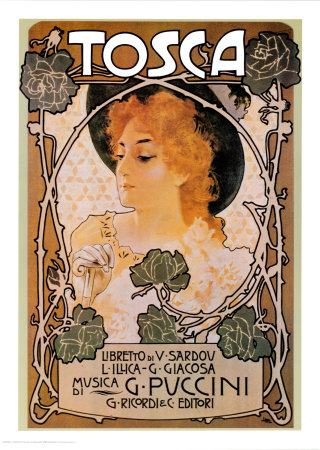 TOSCA
LIBRETTO DI V. SARDOU
L. ILLICA - G. GIACOSA
MUSICA DI G. PUCCINI
G. RICORDI & C. EDITORI